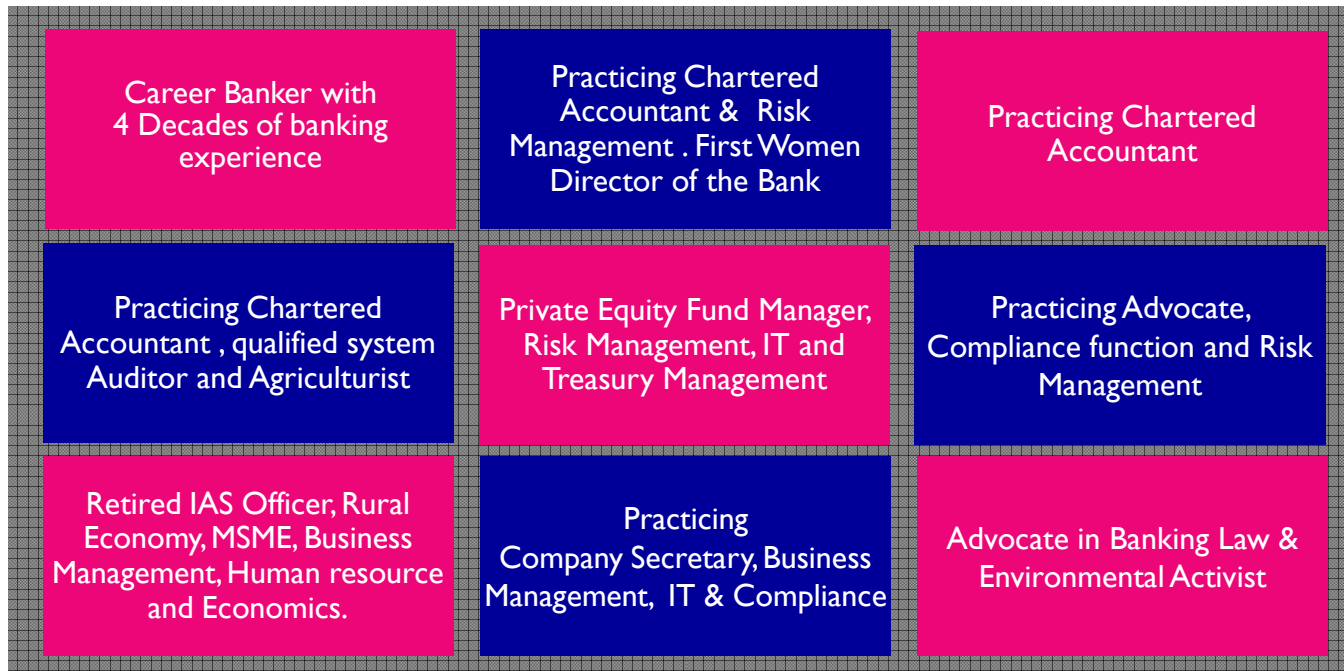 Career Banker with
4 Decades of banking
experience
Practicing Chartered
Accountant & Risk
Management . First Women
Director of the Bank
Practicing Chartered
Accountant
Practicing Chartered
Accountant , qualified system
Auditor and Agriculturist
Private Equity Fund Manager,
Risk Management, IT and
Treasury Management
Practicing Advocate,
Compliance function and Risk
Management
Retired IAS Officer, Rural
Economy, MSME, Business
Management, Human resource
and Economics.
Practicing
Company Secretary, Business
Management, IT & Compliance
Advocate in Banking Law &
Environmental Activist